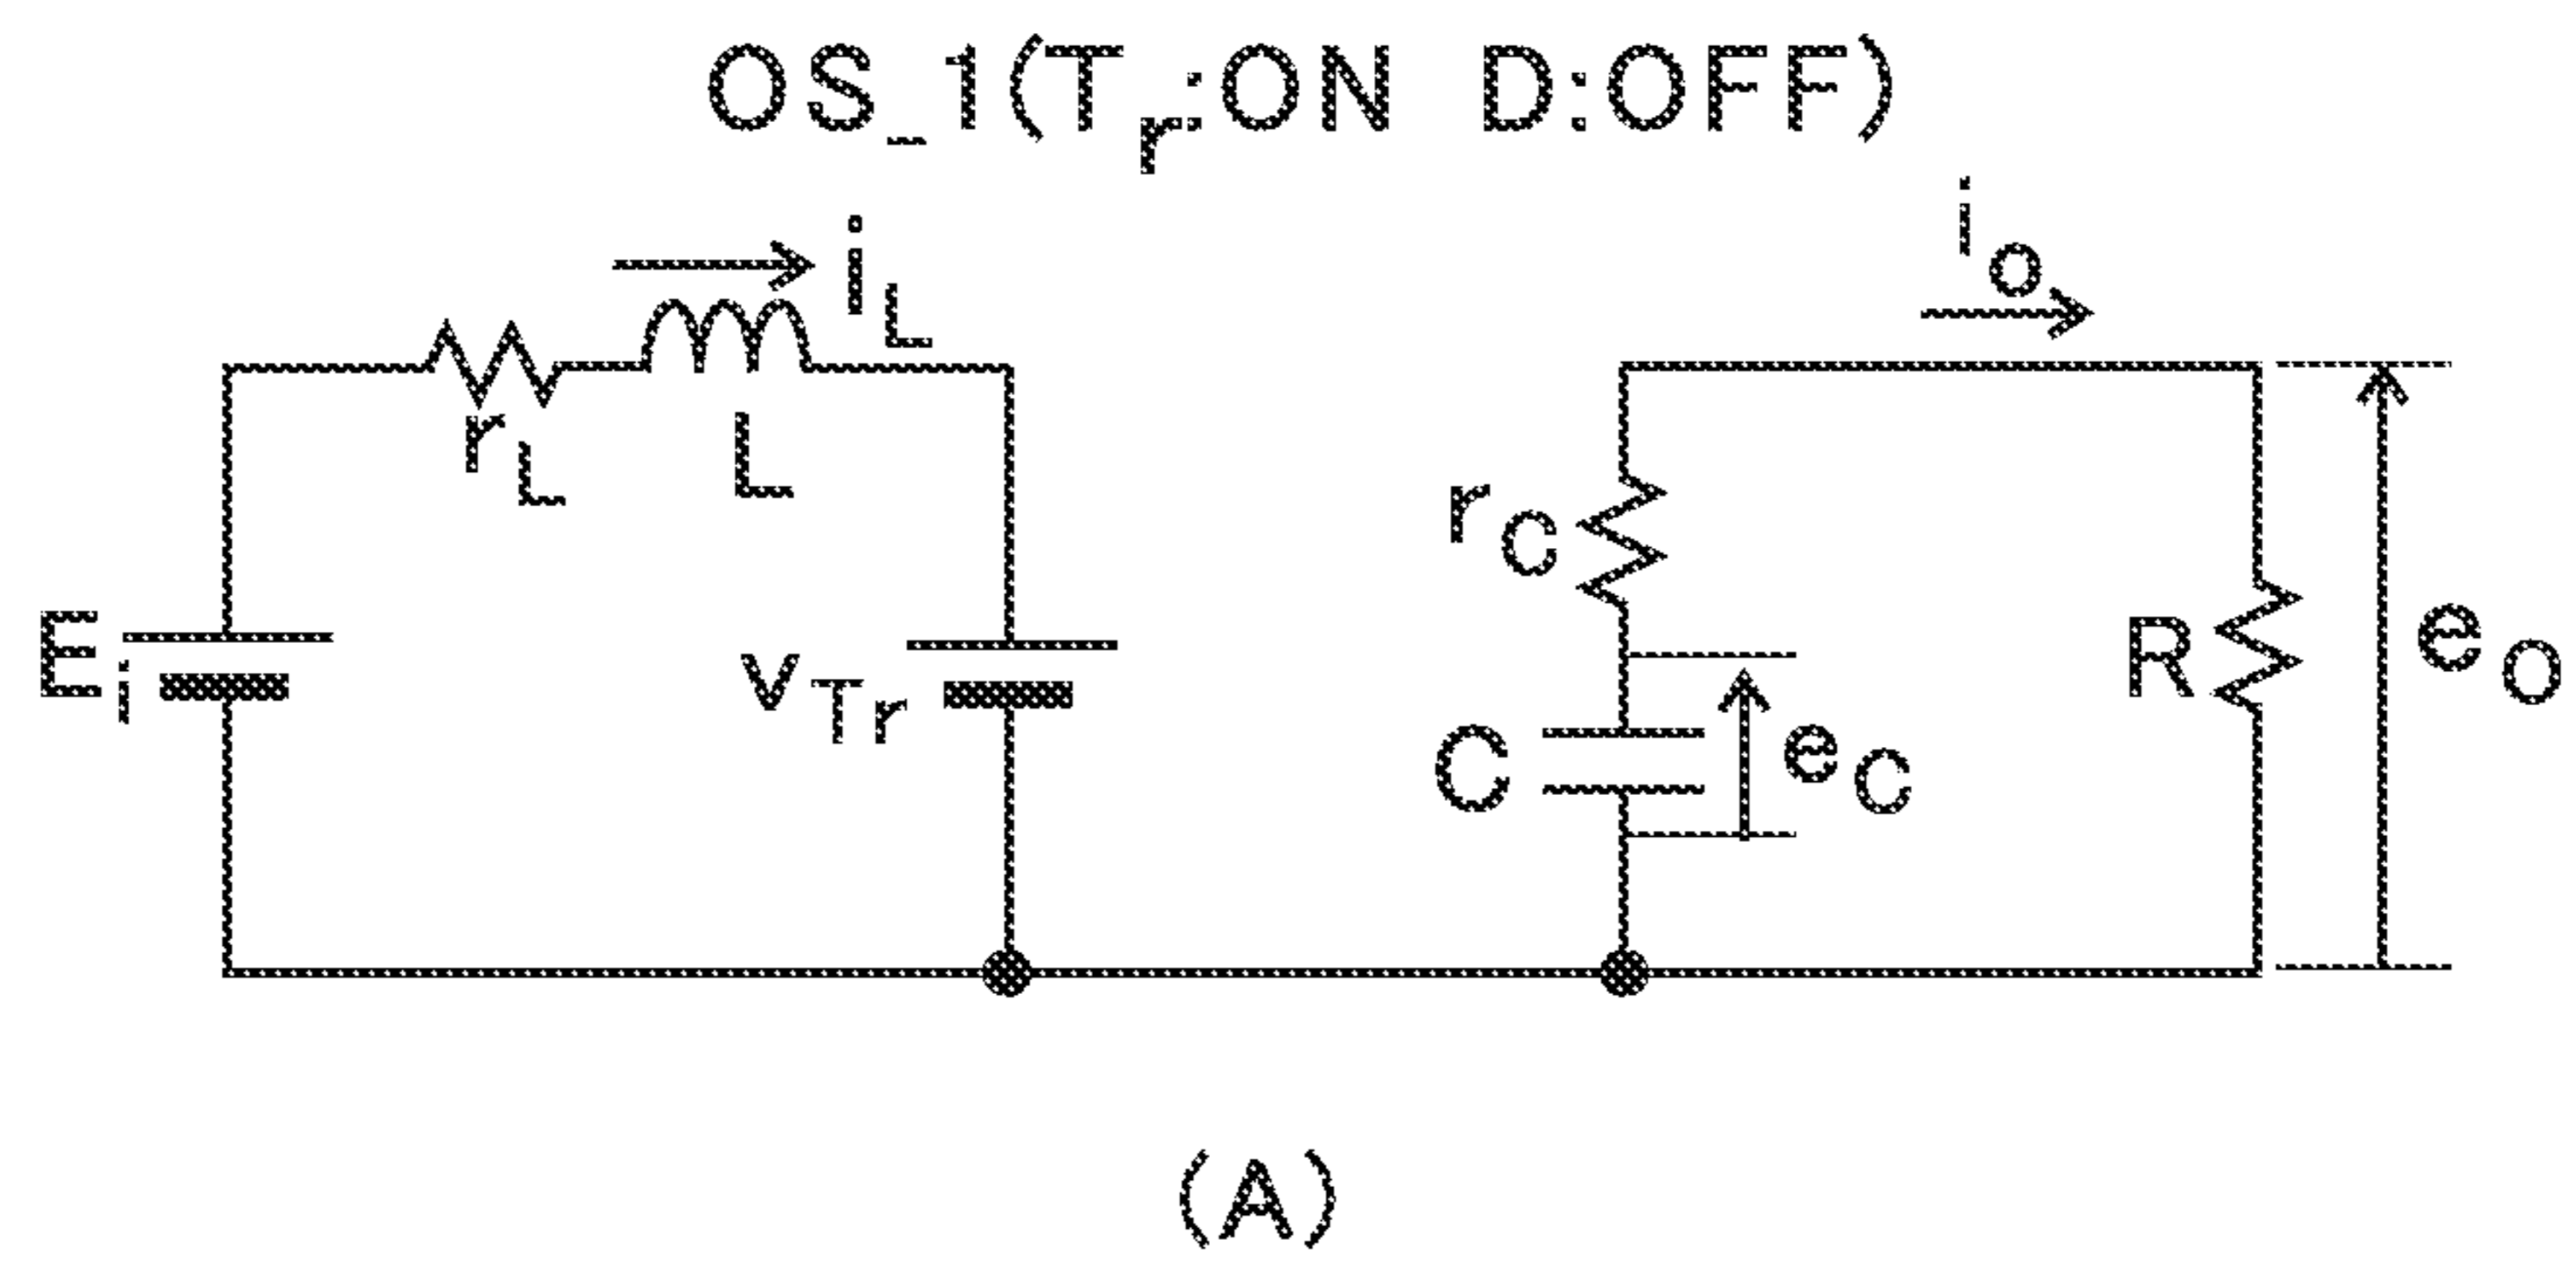 OS_1(Tr:ON D:OFF)
iL
io
rL
L
rC
Ei
vTr
C
eC
R
eO
(A)